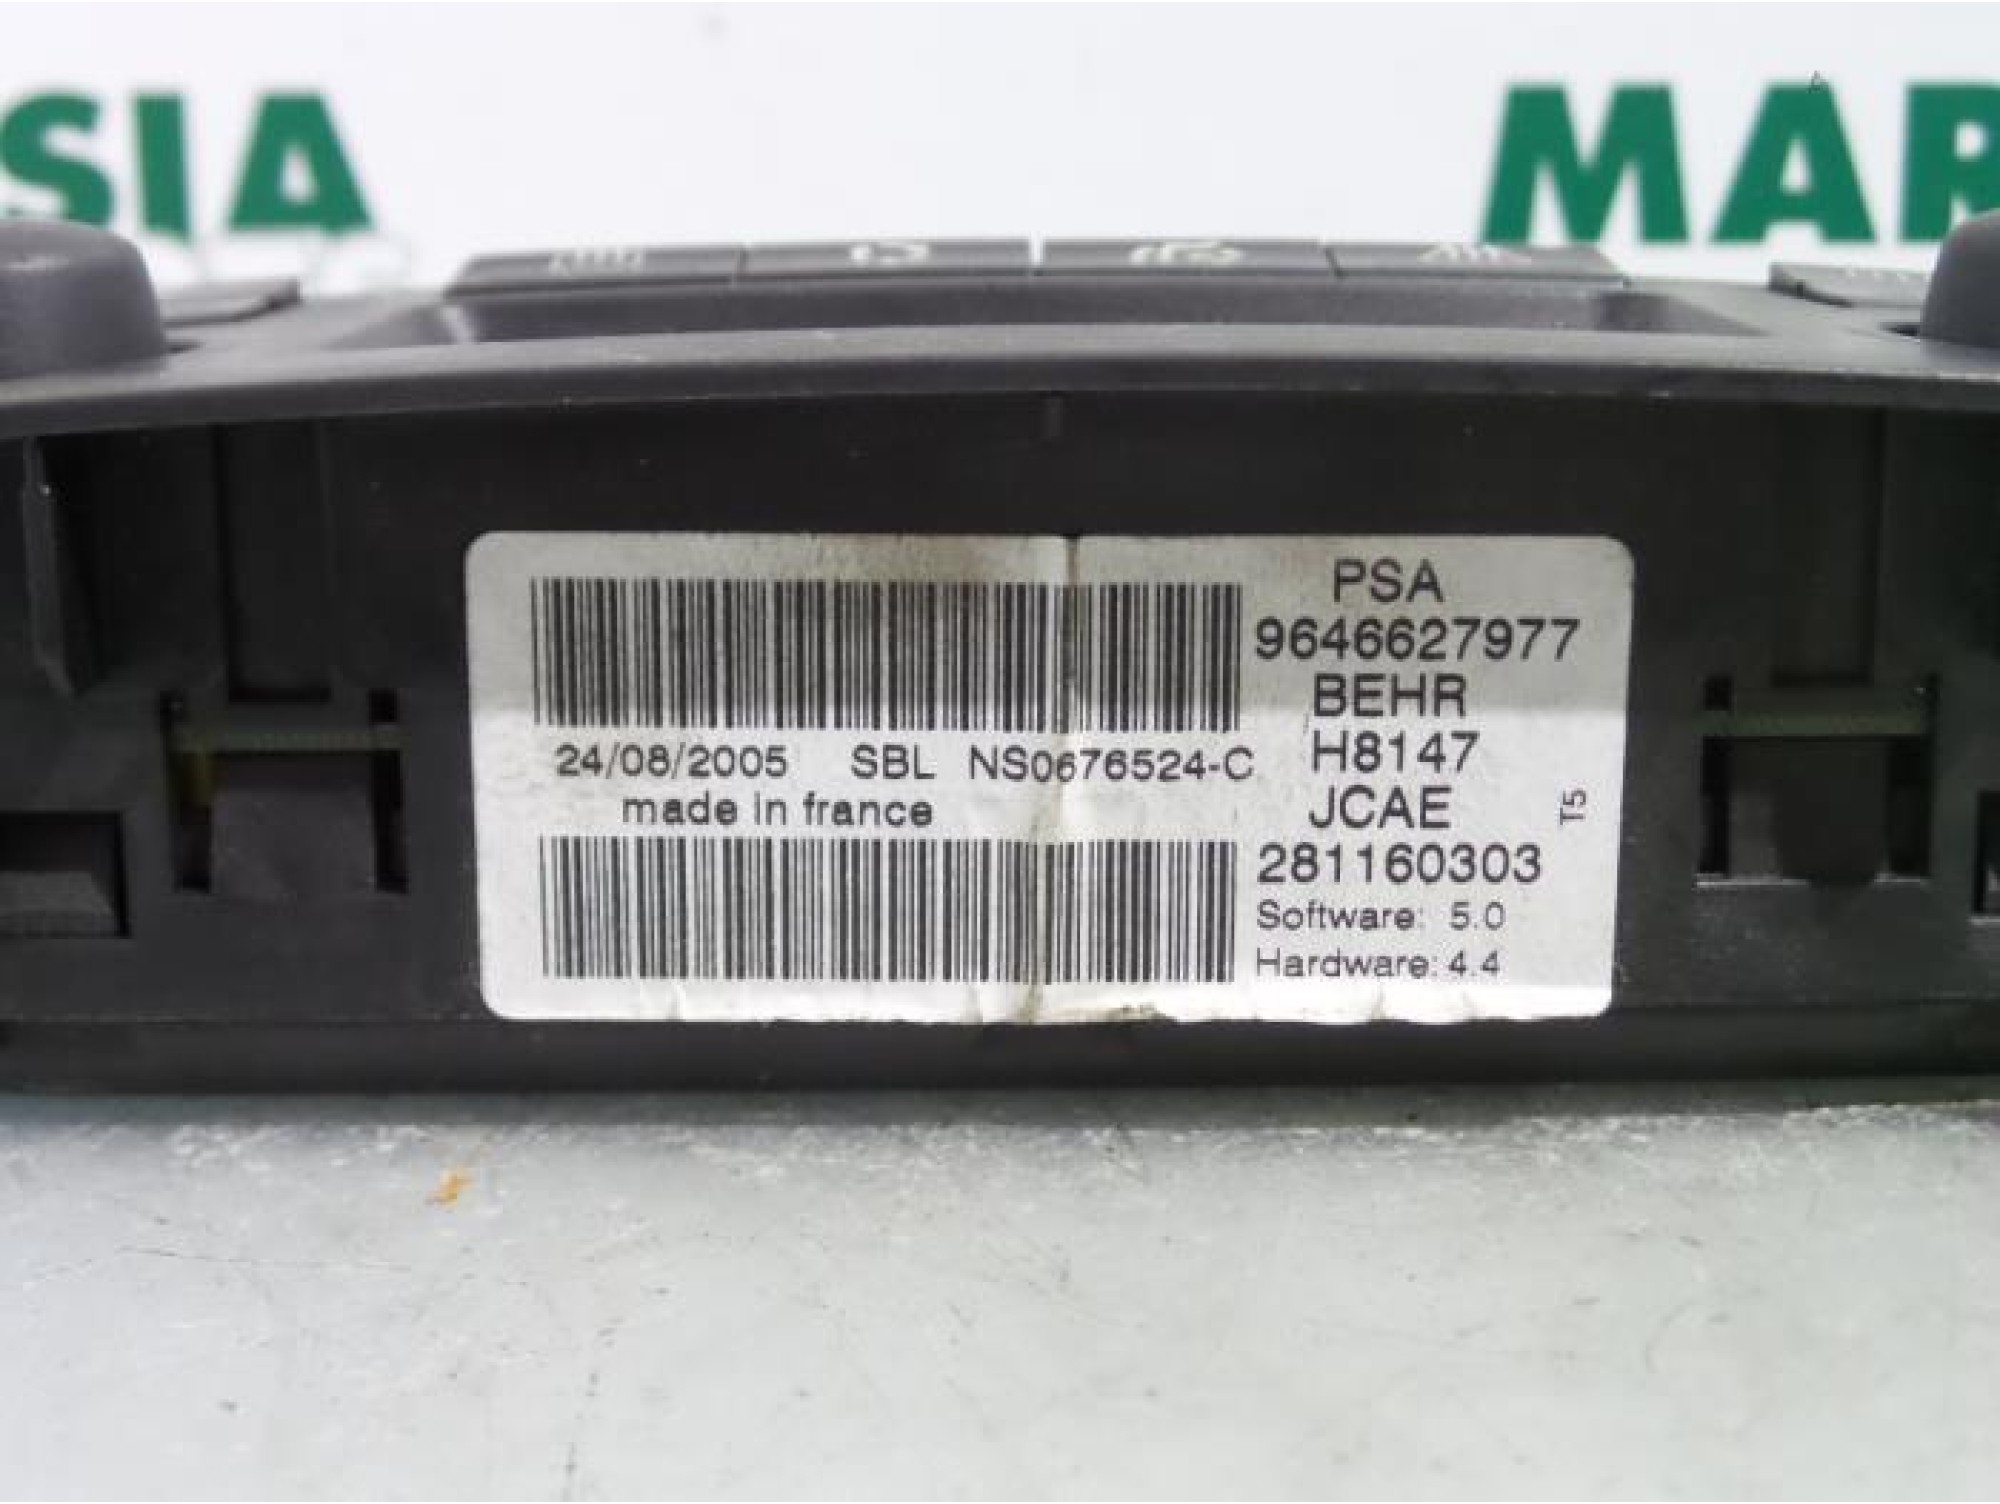 SIA
MAR
PSA
9646627977
BEHR
24/08/2005 SBL NS0676524-C
H8147
made in france
JCAE
T5
281160303
Software: 5.0
Hardware: 4.4